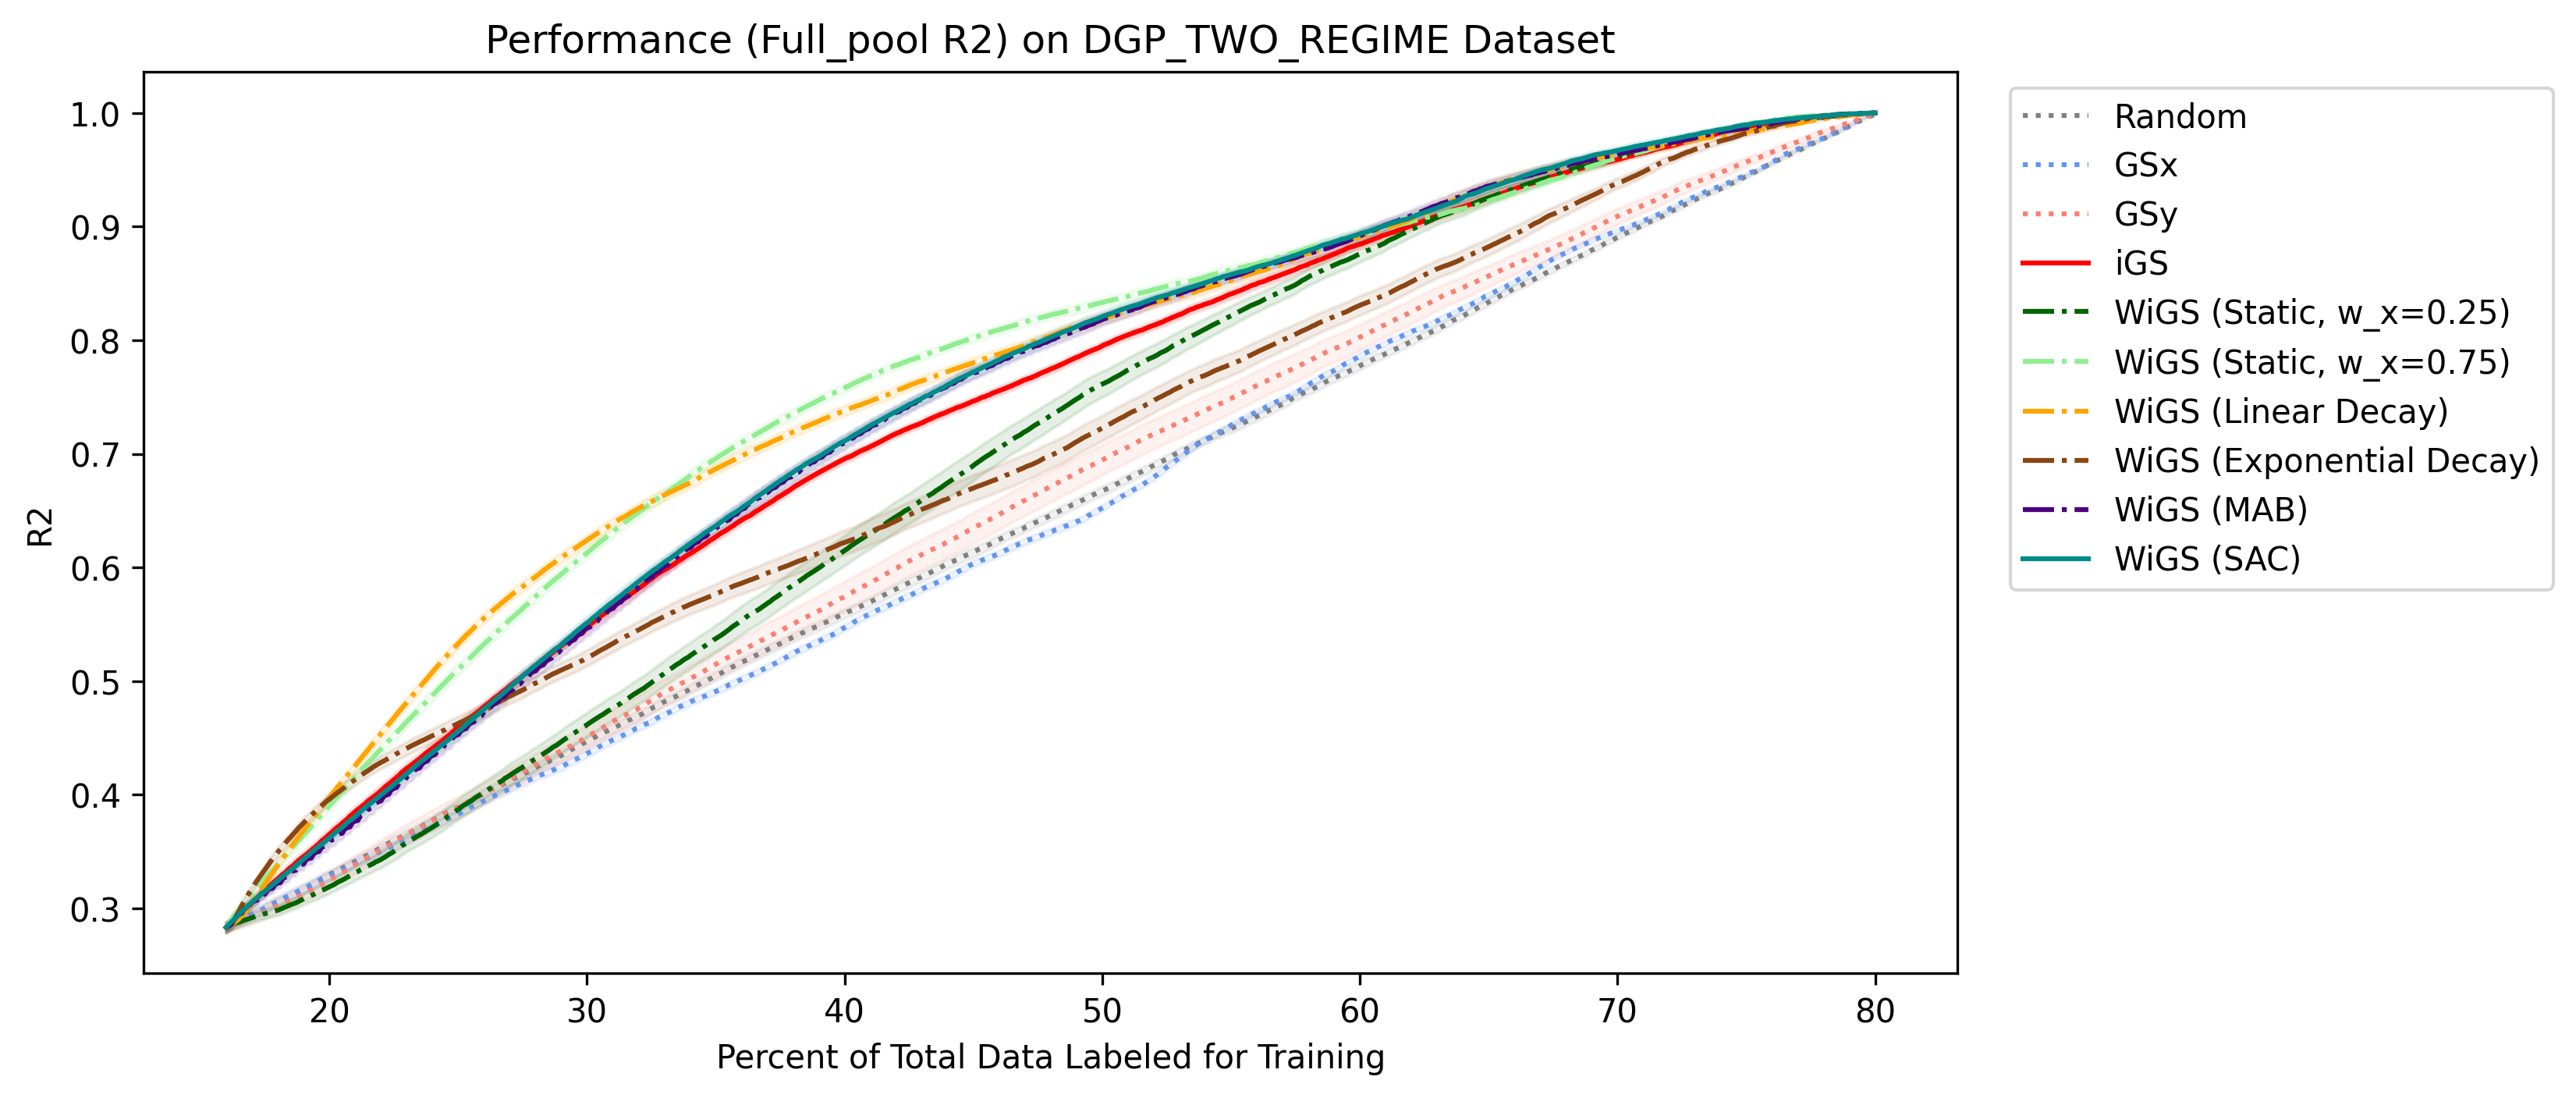 Performance (Full_pool R2) on DGP_TWO_REGIME Dataset
R2
1.0
0.9
0.8
0.7
0.6
0.5
0.4
0.3
20 30 40 50 60 70 80
Percent of Total Data Labeled for Training
Random
GSx
GSy
iGS
WiGS (Static, w_x=0.25)
WiGS (Static, w_x=0.75)
WiGS (Linear Decay)
WiGS (Exponential Decay)
WiGS (MAB)
WiGS (SAC)